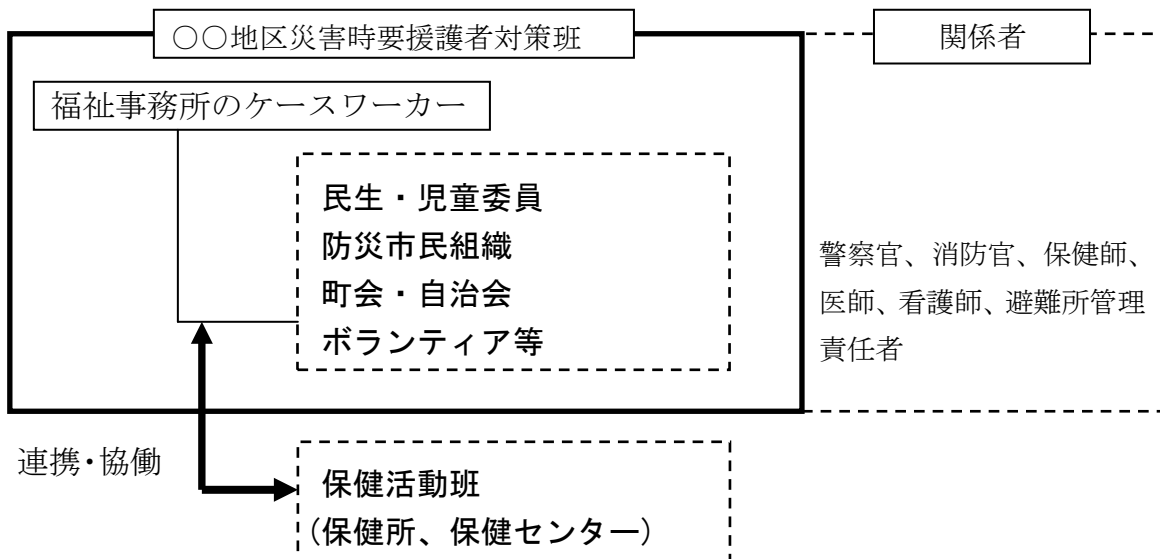 〇〇地区災害時要援護者対策班
関係者
福祉事務所のケースワーカー
民生・児童委員
防災市民組織
町会・自治会
ボランティア等
警察官、消防官、保健師、
医師、看護師、避難所管理
責任者
連携・協働
保健活動班
(保健所、保健センター)